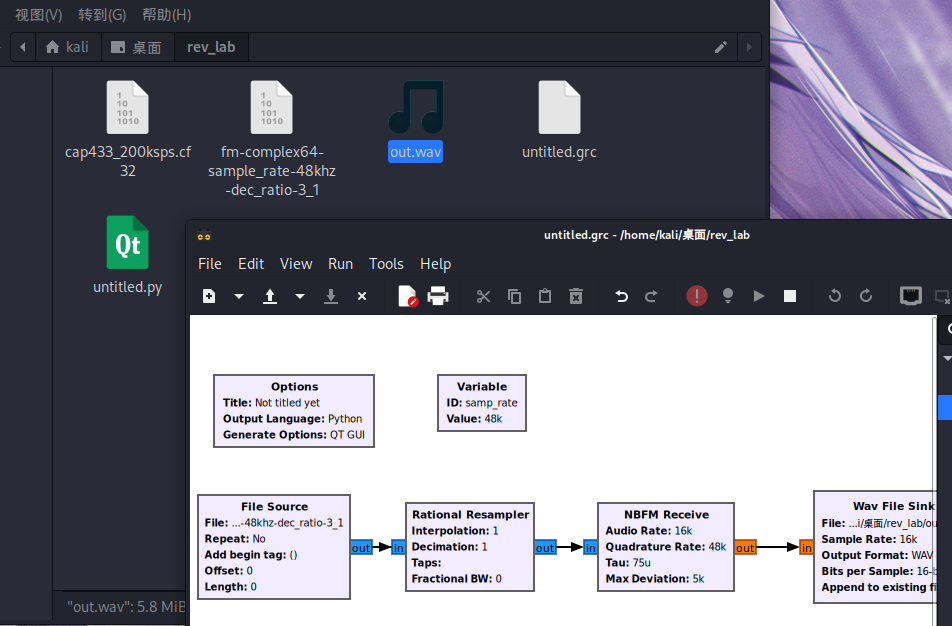 视图(V) 转到(G) 帮助(H)
kali 桌面 rev_lab
cap433_200ksps.cf
32
fm-complex64-
sample_rate-48khz
-dec_ratio-3_1
out.wav
untitled.grc
untitled.py
"out.wav": 5.8 MiB
untitled.grc - /home/kali/桌面/rev_lab
File Edit View Run Tools Help
Options
Title: Not titled yet
Output Language: Python
Generate Options: QT GUI
Variable
ID: samp_rate
Value: 48k
File Source
File: ...-48khz-dec_ratio-3_1
Repeat: No
Add begin tag: ()
Offset: 0
Length: 0
out
in
Rational Resampler
Interpolation: 1
Decimation: 1
Taps:
Fractional BW: 0
out
in
NBFM Receive
Audio Rate: 16k
Quadrature Rate: 48k
Tau: 75u
Max Deviation: 5k
out
in
Wav File Sink
File: ...i/桌面/rev_lab/ou
Sample Rate: 16k
Output Format: WAV
Bits per Sample: 16-b
Append to existing fi